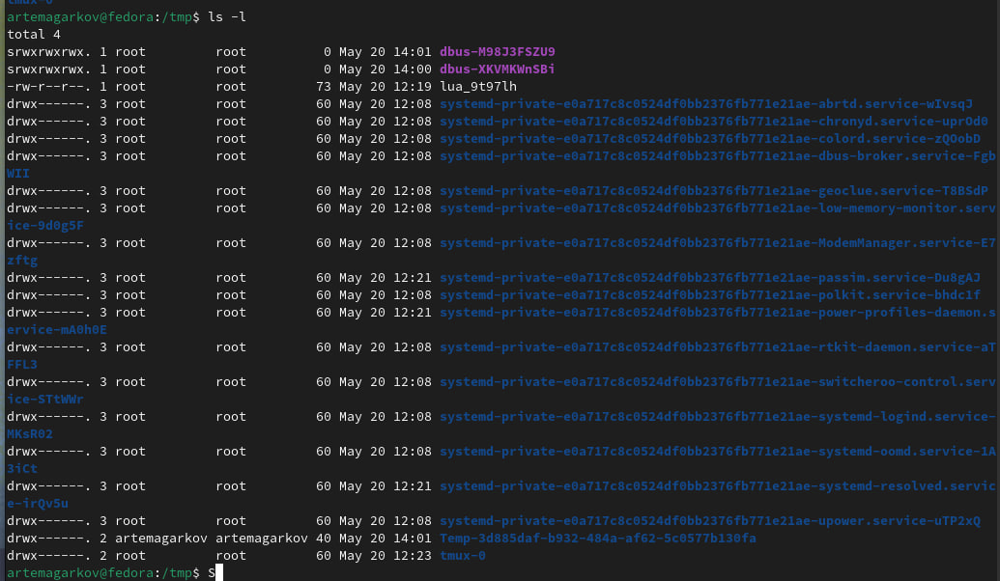 tmux-0
artemagarkov@fedora:/tmp$ ls -l
total 4
srwxrwxrwx. 1 root root 0 May 20 14:01 dbus-M98J3FSZU9
srwxrwxrwx. 1 root root 0 May 20 14:00 dbus-XKVMKWnSBi
-rw-r--r--. 1 root root 73 May 20 12:19 lua_9t97lh
drwx------. 3 root root 60 May 20 12:08 systemd-private-e0a717c8c0524df0bb2376fb771e21ae-abrtd.service-wIvsqJ
drwx------. 3 root root 60 May 20 12:08 systemd-private-e0a717c8c0524df0bb2376fb771e21ae-chronyd.service-uprOd0
drwx------. 3 root root 60 May 20 12:08 systemd-private-e0a717c8c0524df0bb2376fb771e21ae-colord.service-zQOobD
drwx------. 3 root root 60 May 20 12:08 systemd-private-e0a717c8c0524df0bb2376fb771e21ae-dbus-broker.service-Fgb
WII
drwx------. 3 root root 60 May 20 12:08 systemd-private-e0a717c8c0524df0bb2376fb771e21ae-geoclue.service-T8BSdP
drwx------. 3 root root 60 May 20 12:08 systemd-private-e0a717c8c0524df0bb2376fb771e21ae-low-memory-monitor.serv
ice-9d0g5F
drwx------. 3 root root 60 May 20 12:08 systemd-private-e0a717c8c0524df0bb2376fb771e21ae-ModemManager.service-E7
zftg
drwx------. 3 root root 60 May 20 12:21 systemd-private-e0a717c8c0524df0bb2376fb771e21ae-passim.service-Du8gAJ
drwx------. 3 root root 60 May 20 12:08 systemd-private-e0a717c8c0524df0bb2376fb771e21ae-polkit.service-bhdc1f
drwx------. 3 root root 60 May 20 12:21 systemd-private-e0a717c8c0524df0bb2376fb771e21ae-power-profiles-daemon.s
ervice-mA0h0E
drwx------. 3 root root 60 May 20 12:08 systemd-private-e0a717c8c0524df0bb2376fb771e21ae-rtkit-daemon.service-aT
FFL3
drwx------. 3 root root 60 May 20 12:08 systemd-private-e0a717c8c0524df0bb2376fb771e21ae-switcheroo-control.serv
ice-STtWWr
drwx------. 3 root root 60 May 20 12:08 systemd-private-e0a717c8c0524df0bb2376fb771e21ae-systemd-logind.service-
MKsR02
drwx------. 3 root root 60 May 20 12:08 systemd-private-e0a717c8c0524df0bb2376fb771e21ae-systemd-oomd.service-1A
3iCt
drwx------. 3 root root 60 May 20 12:21 systemd-private-e0a717c8c0524df0bb2376fb771e21ae-systemd-resolved.servic
e-irQv5u
drwx------. 3 root root 60 May 20 12:08 systemd-private-e0a717c8c0524df0bb2376fb771e21ae-upower.service-uTP2xQ
drwx------. 2 artemagarkov artemagarkov 40 May 20 14:01 Temp-3d885daf-b932-484a-af62-5c0577b130fa
drwx------. 2 root root 60 May 20 12:23 tmux-0
artemagarkov@fedora:/tmp$ S